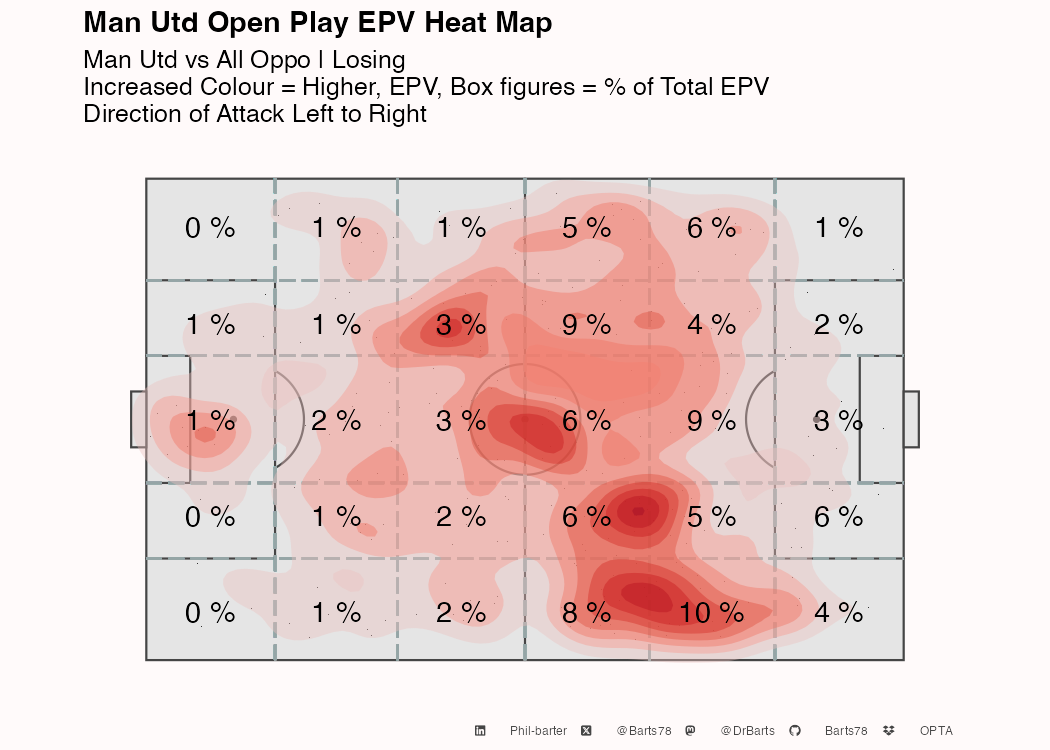 Man Utd Open Play EPV Heat Map
Man Utd vs All Oppo | Losing
Increased Colour = Higher, EPV, Box figures = % of Total EPV
Direction of Attack Left to Right
0 % 1 % 1 % 5 % 6 % 1 %
1 % 1 % 3 % 9 % 4 % 2 %
1 % 2 % 3 % 6 % 9 % 3 %
0 % 1 % 2 % 6 % 5 % 6 %
0 % 1 % 2 % 8 % 10 % 4 %
Phil-barter @Barts78 @DrBarts Barts78 OPTA